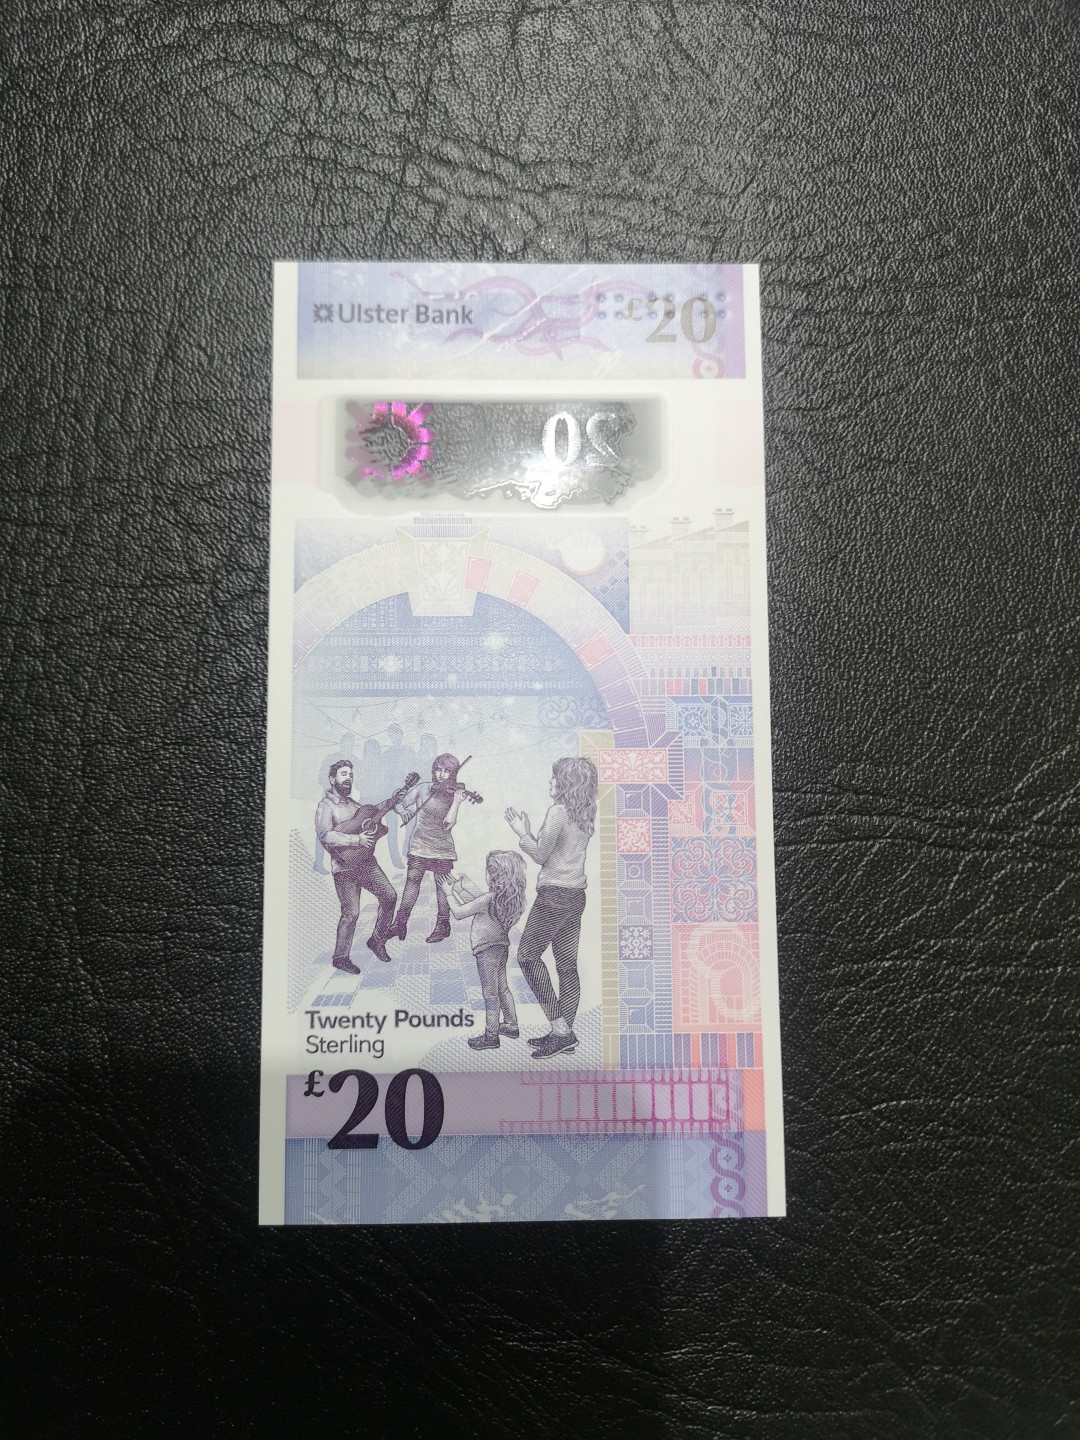 Ulster Bank
£20
20
Twenty Pounds
Sterling
£20